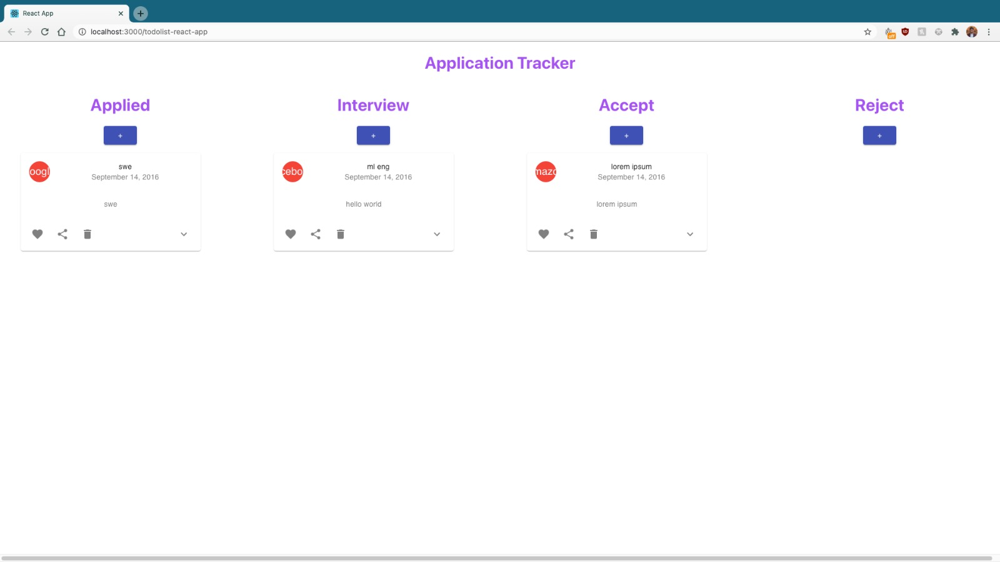 React App
localhost:3000/todolist-react-app
off
Application Tracker
Applied
Interview
Accept
Reject
+
+
+
+
oogl
swe
September 14, 2016
swe
cebo
ml eng
September 14, 2016
hello world
mazo
lorem ipsum
September 14, 2016
lorem ipsum